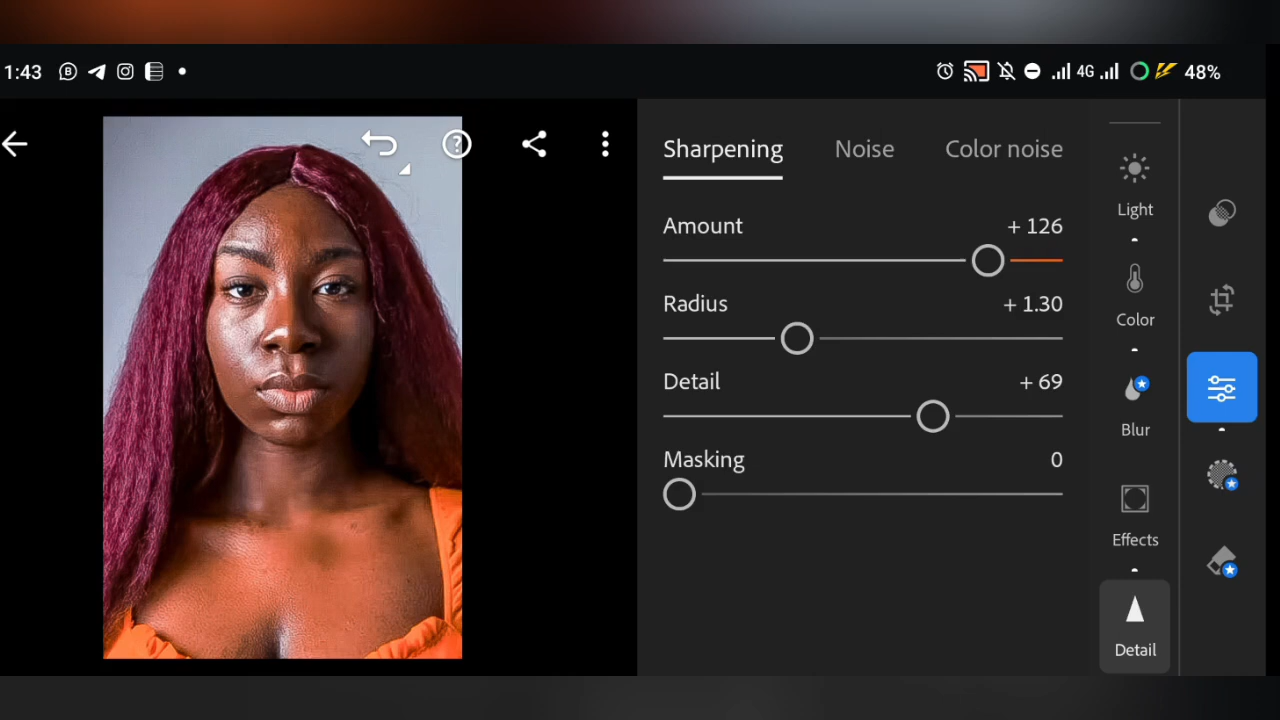 1:43
4G
48%
Sharpening
Noise
Color noise
Amount
+ 126
Radius
+ 1.30
Detail
+ 69
Masking
0
Light
Color
Blur
Effects
Detail